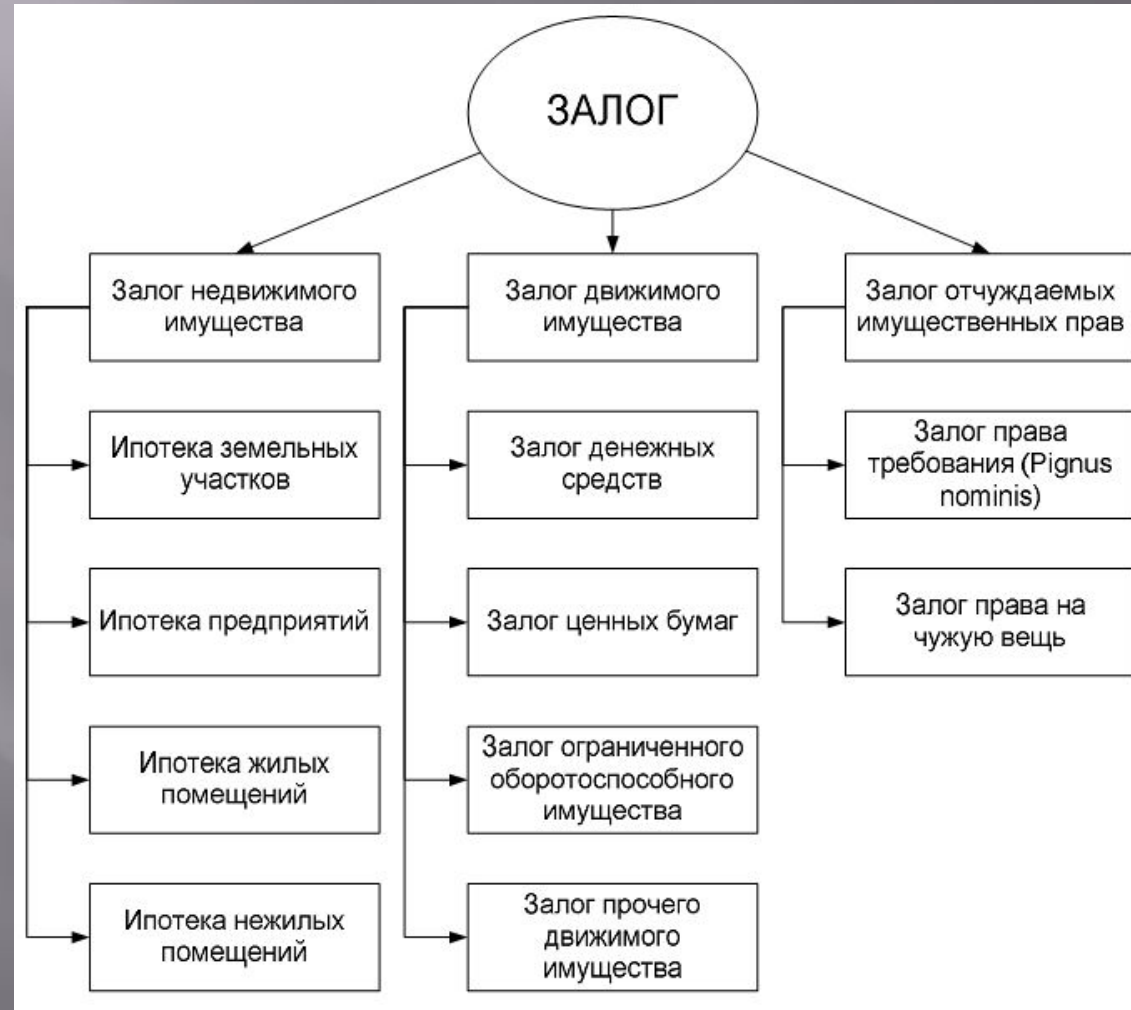 ЗАЛОГ
Залог недвижимого
имущества
Ипотека земельных
участков
Ипотека предприятий
Ипотека жилых
помещений
Ипотека нежилых
помещений
Залог движимого
имущества
Залог денежных
средств
Залог ценных бумаг
Залог ограниченного
оборотоспособного
имущества
Залог прочего
движимого
имущества
Залог отчуждаемых
имущественных прав
Залог права
требования (Pignus
nominis)
Залог права на
чужую вещь